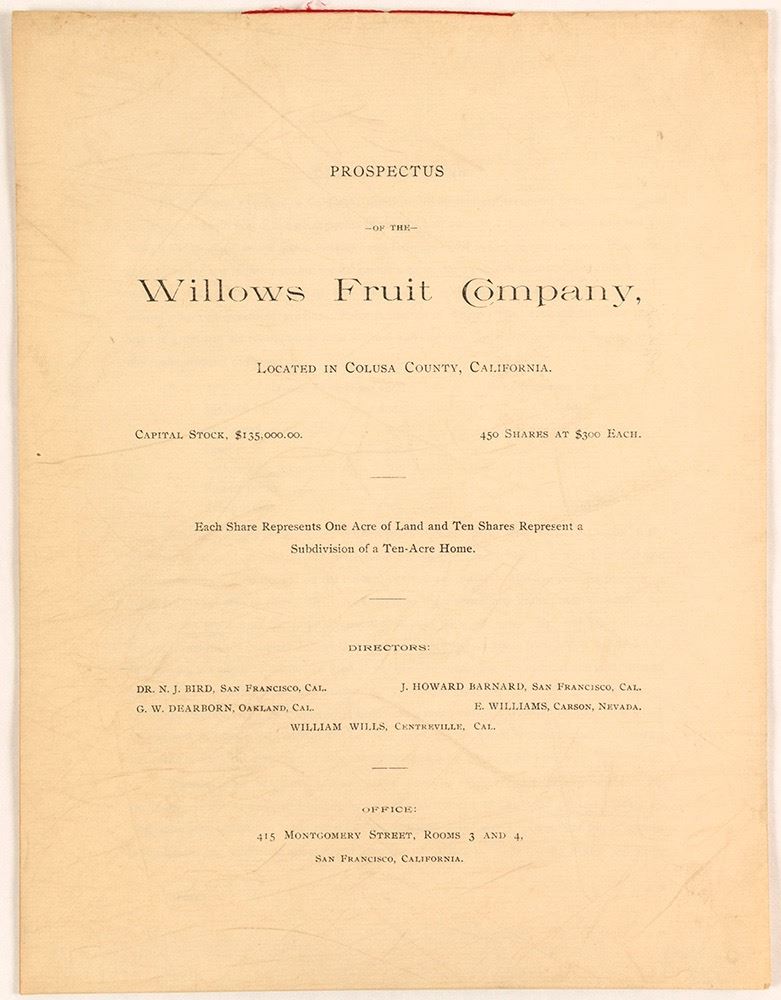 PROSPECTUS
—OF THE—
Willows Fruit Company,
LOCATED IN COLUSA COUNTY, CALIFORNIA.
CAPITAL STOCK, $135,000.00. 450 SHARES AT $300 EACH.
Each Share Represents One Acre of Land and Ten Shares Represent a
Subdivision of a Ten-Acre Home.
DIRECTORS:
DR. N. J. BIRD, SAN FRANCISCO, CAL. J. HOWARD BARNARD, SAN FRANCISCO, CAL.
G. W. DEARBORN, OAKLAND, CAL. E. WILLIAMS, CARSON, NEVADA.
WILLIAM WILLS, CENTREVILLE, CAL.
OFFICE:
415 MONTGOMERY STREET, ROOMS 3 AND 4,
SAN FRANCISCO, CALIFORNIA.